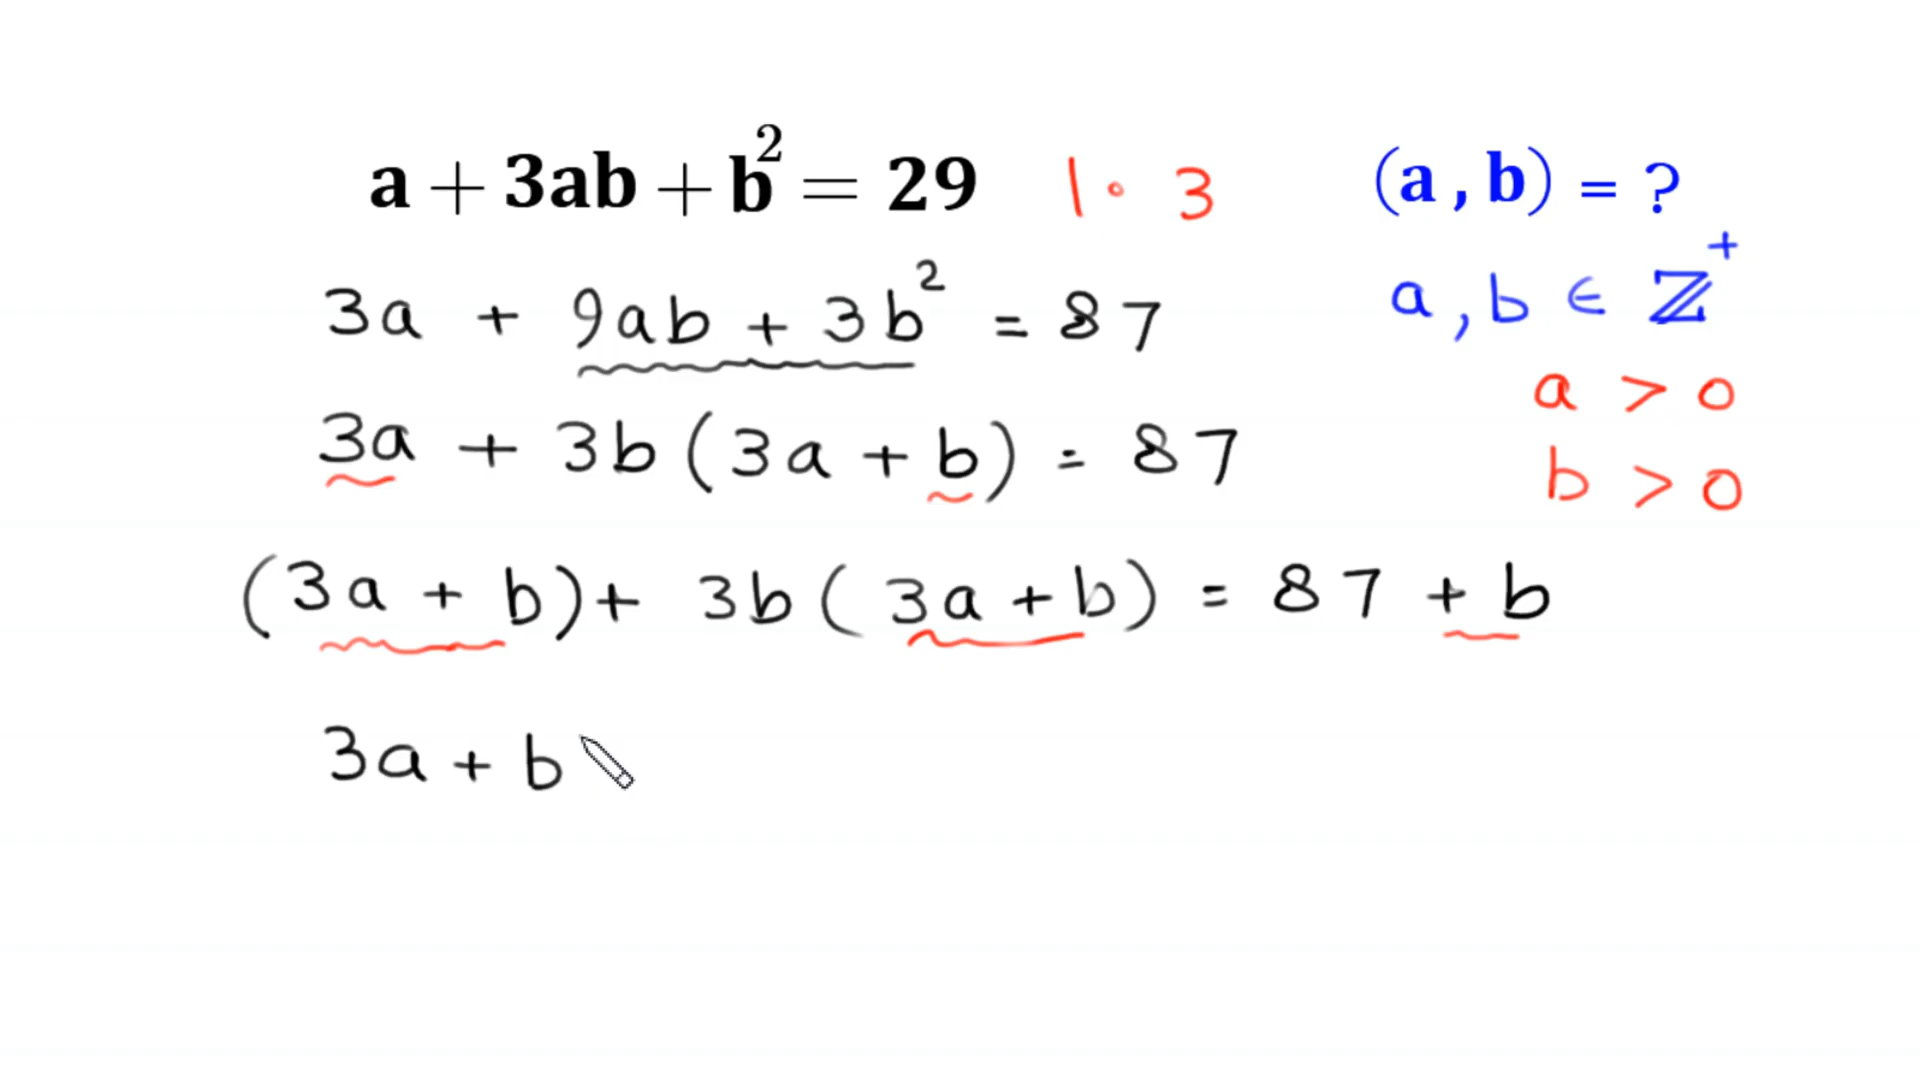 a + 3ab + b² = 29 | · 3 (a , b) = ?
a , b ∈ ℤ⁺
3a + 9ab + 3b² = 87
a > 0
3a + 3b (3a + b) = 87
b > 0
(3a + b) + 3b (3a + b) = 87 + b
3a + b